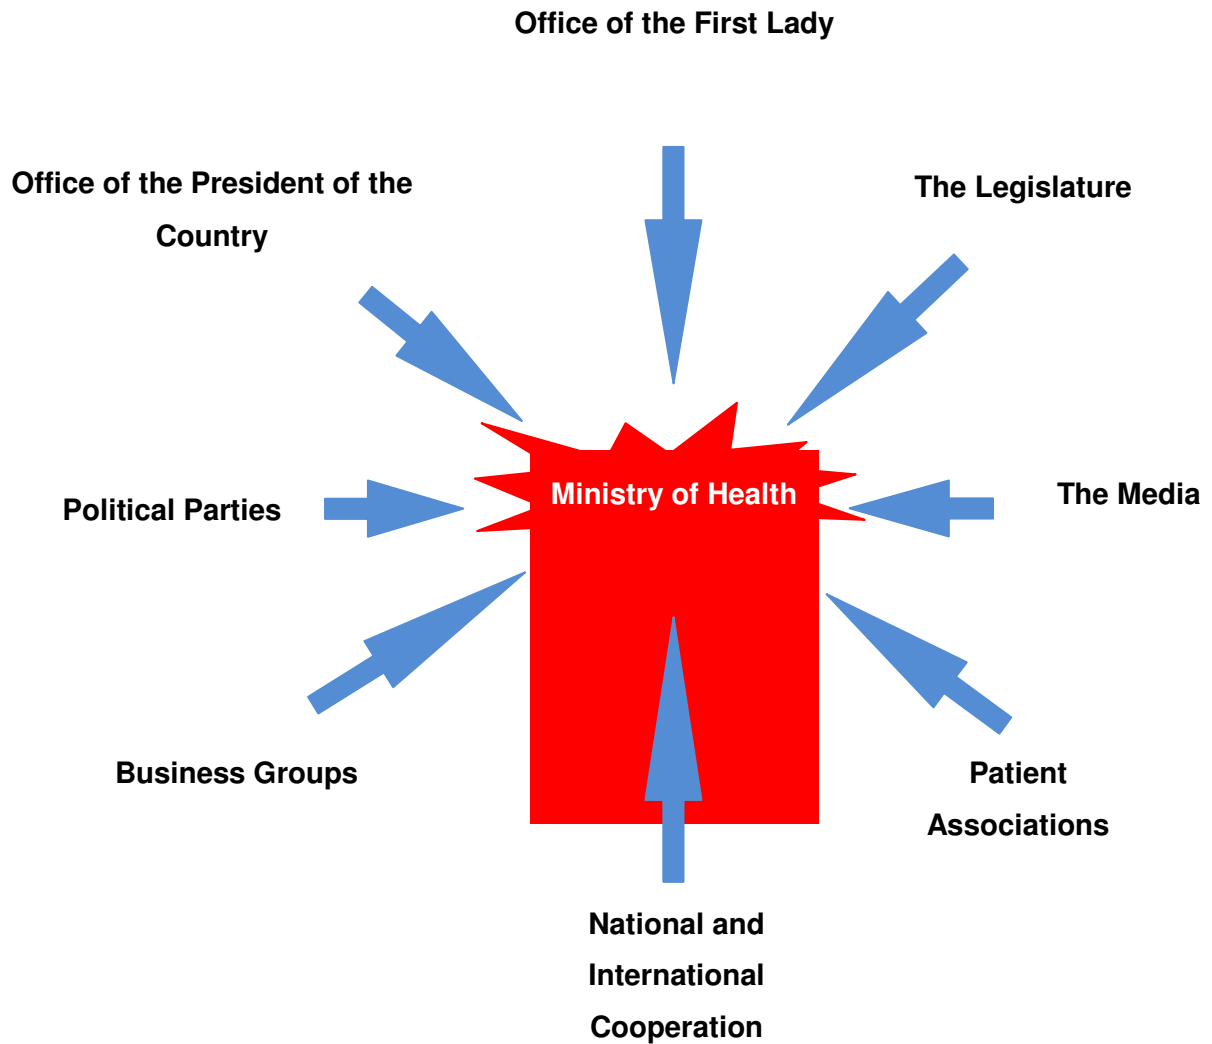 Office of the First Lady
Office of the President of the
Country
The Legislature
Ministry of Health
Political Parties
The Media
Business Groups
Patient
Associations
National and
International
Cooperation